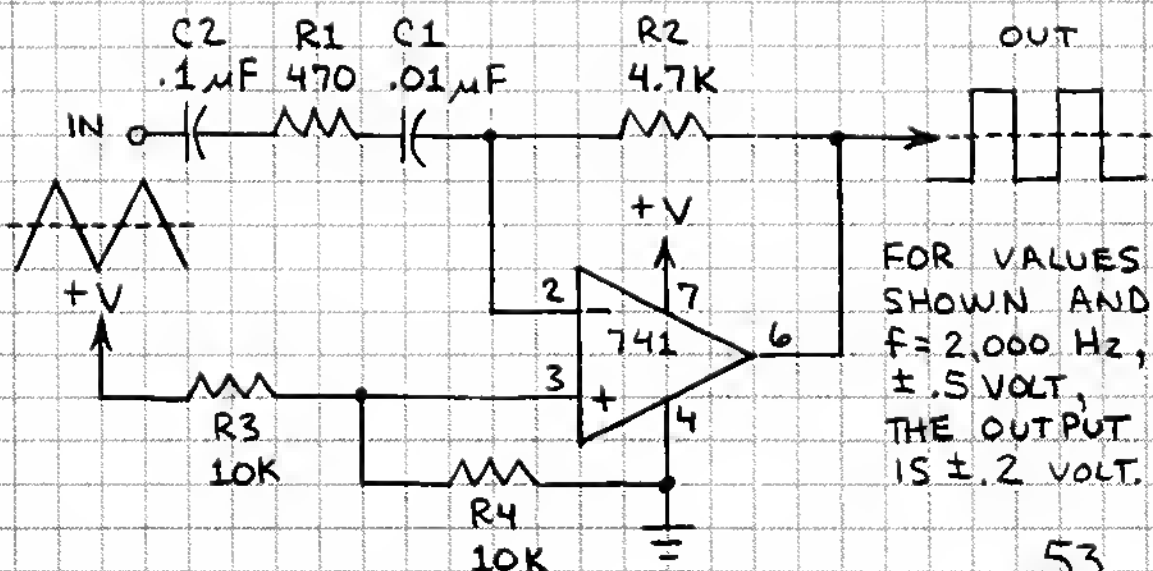 C2 R1 C1 R2 OUT
.1μF 470 .01μF 4.7K
IN
+V
+V
2 7
- 741 6
3 +
4
R3
10K
R4
10K
FOR VALUES
SHOWN AND
f=2,000 Hz,
±.5 VOLT,
THE OUTPUT
IS ±.2 VOLT.
53